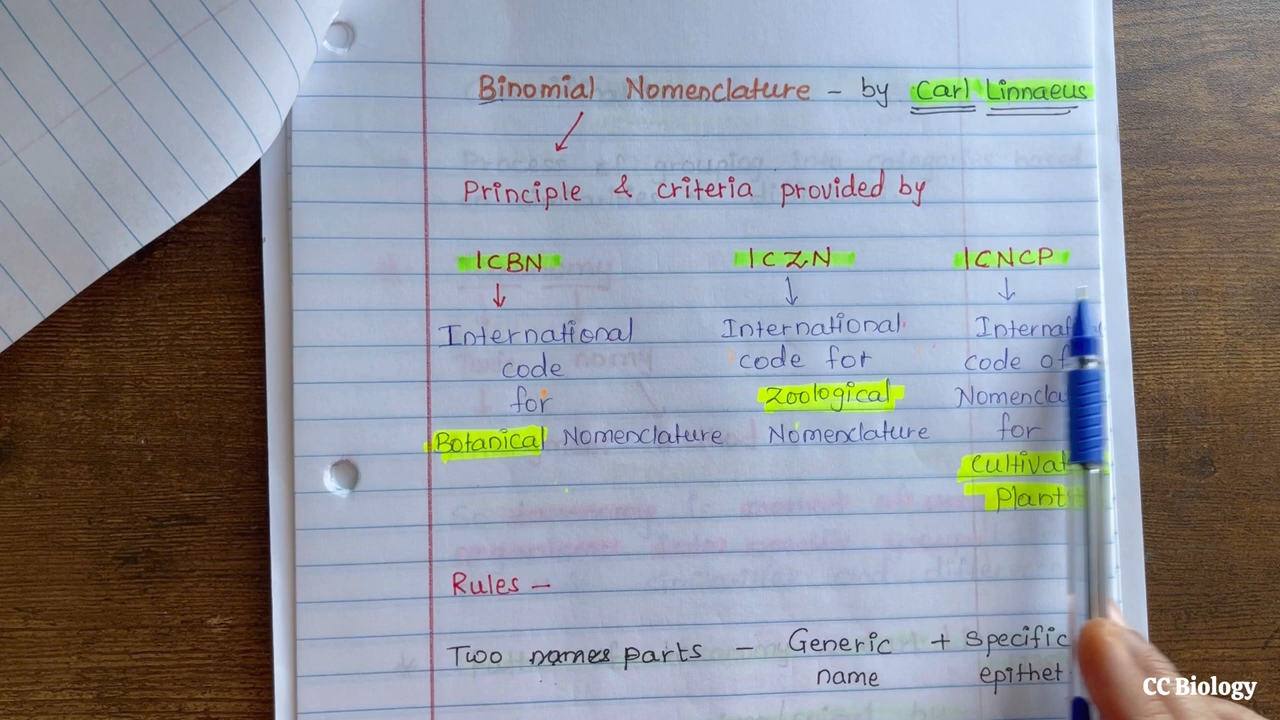 Binomial Nomenclature - by Carl Linnaeus
Principle & criteria provided by
ICBN ICZN ICNCP
International International
code code for code of
for Zoological
Botanical Nomenclature Nomenclature for
Plant
Rules -
Two names parts - Generic + Specific
name epithet
CC Biology